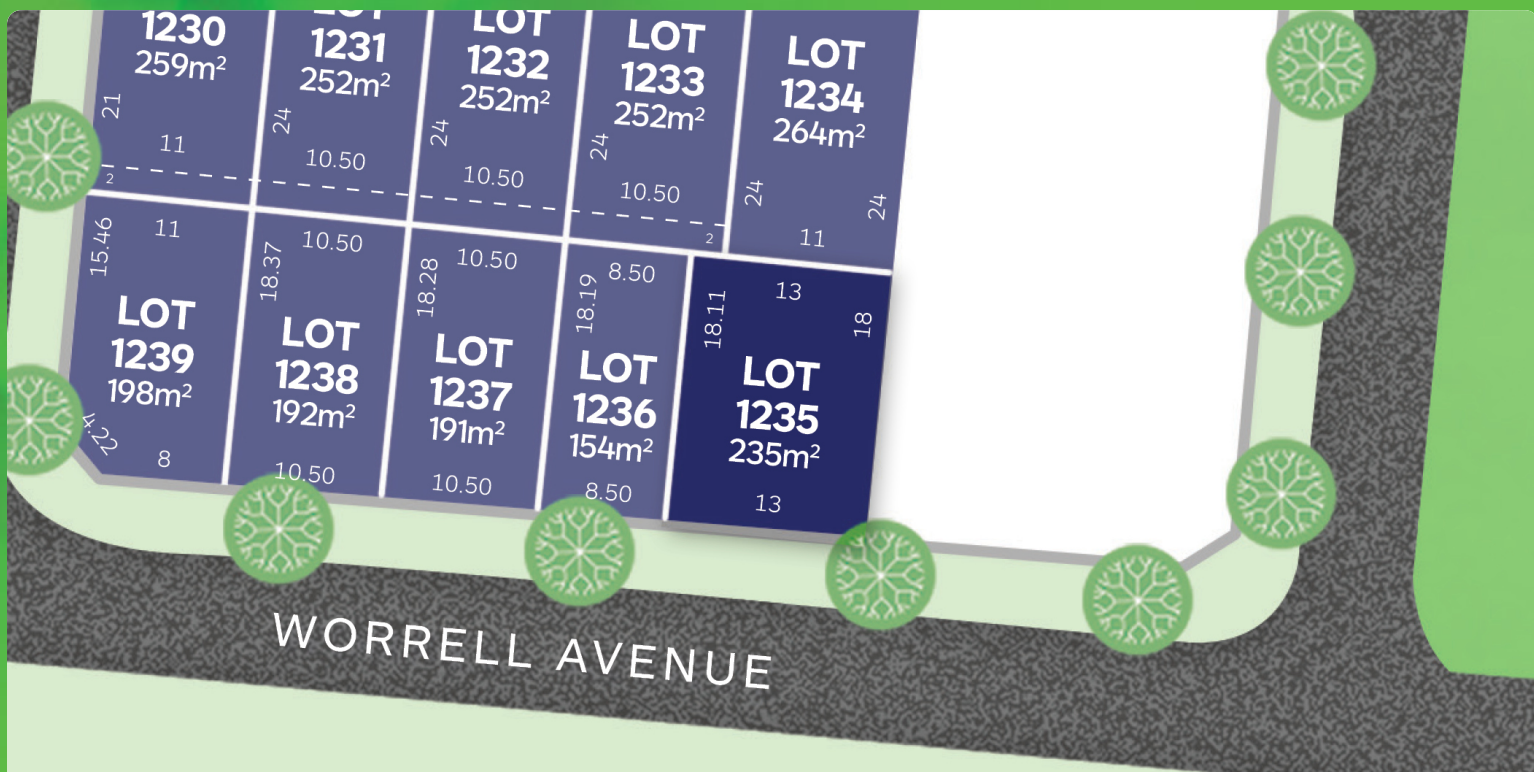 1230
259m²
21
11
2
LOT
1231
252m²
24
10.50
LOT
1232
252m²
24
10.50
LOT
1233
252m²
24
10.50
2
LOT
1234
264m²
24
24
11
15.46
11
LOT
1239
198m²
4.22
8
18.37
10.50
LOT
1238
192m²
10.50
18.28
10.50
LOT
1237
191m²
10.50
18.19
8.50
LOT
1236
154m²
8.50
18.11
13
18
LOT
1235
235m²
13
WORRELL AVENUE